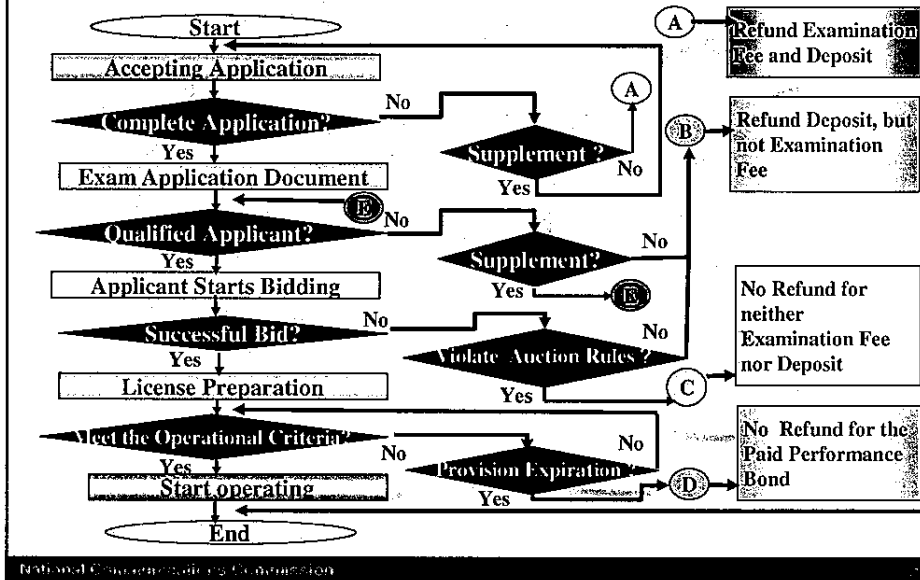 Start
A
Refund Examination
Fee and Deposit
Accepting Application
A
No
Complete Application?
Yes
Supplement ?
No
Yes
B
Refund Deposit, but
not Examination
Fee
Exam Application Document
E
No
Qualified Applicant?
Yes
Supplement?
No
Yes
E
Applicant Starts Bidding
No
Successful Bid?
Yes
Violate Auction Rules ?
No
Yes
C
No Refund for
neither
Examination Fee
nor Deposit
License Preparation
Meet the Operational Criteria?
No
Yes
Provision Expiration ?
No
Yes
D
No Refund for the
Paid Performance
Bond
Start operating
End
National Communications Commission